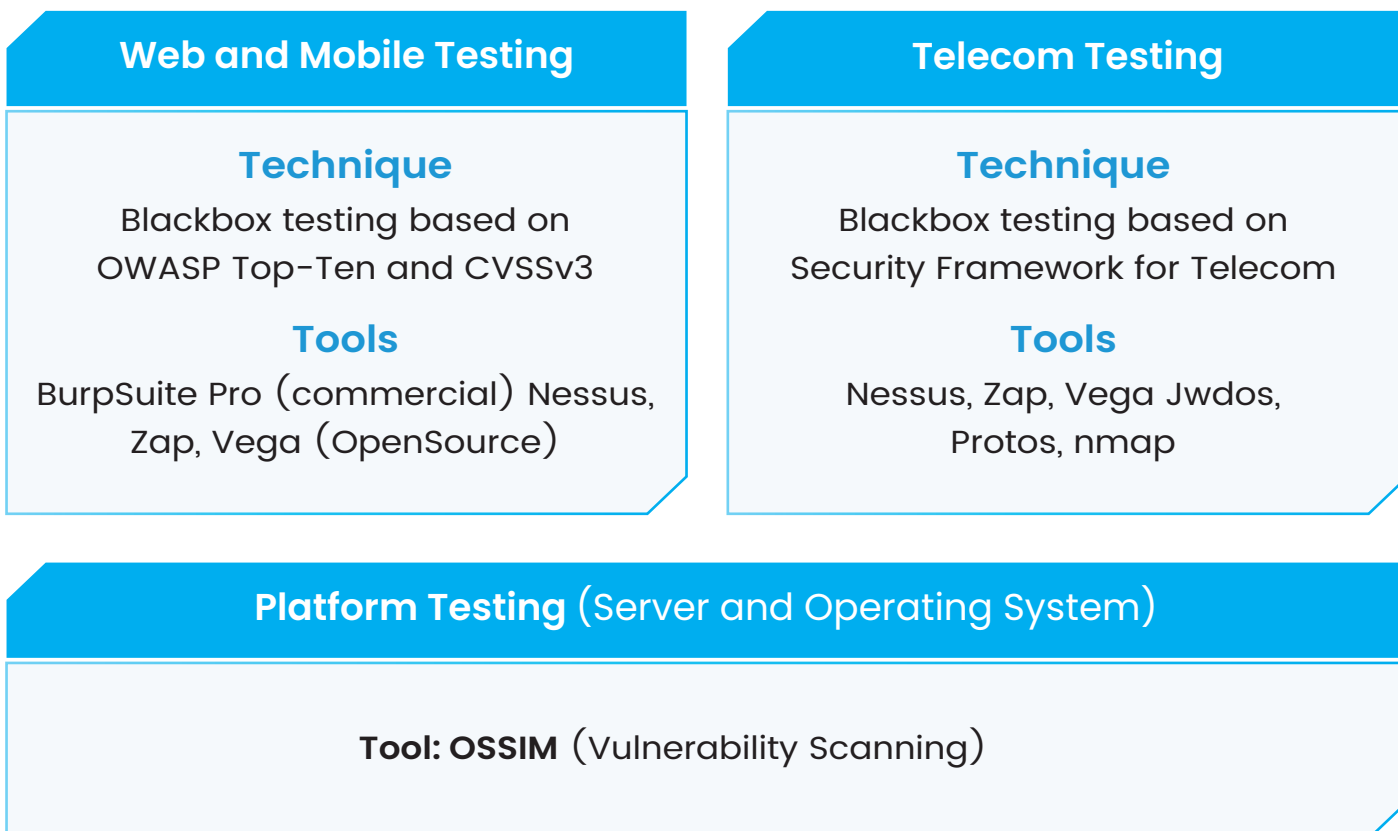 Web and Mobile Testing
Technique
Blackbox testing based on
OWASP Top-Ten and CVSSv3
Tools
BurpSuite Pro (commercial) Nessus,
Zap, Vega (OpenSource)
Telecom Testing
Technique
Blackbox testing based on
Security Framework for Telecom
Tools
Nessus, Zap, Vega Jwdos,
Protos, nmap
Platform Testing (Server and Operating System)
Tool: OSSIM (Vulnerability Scanning)